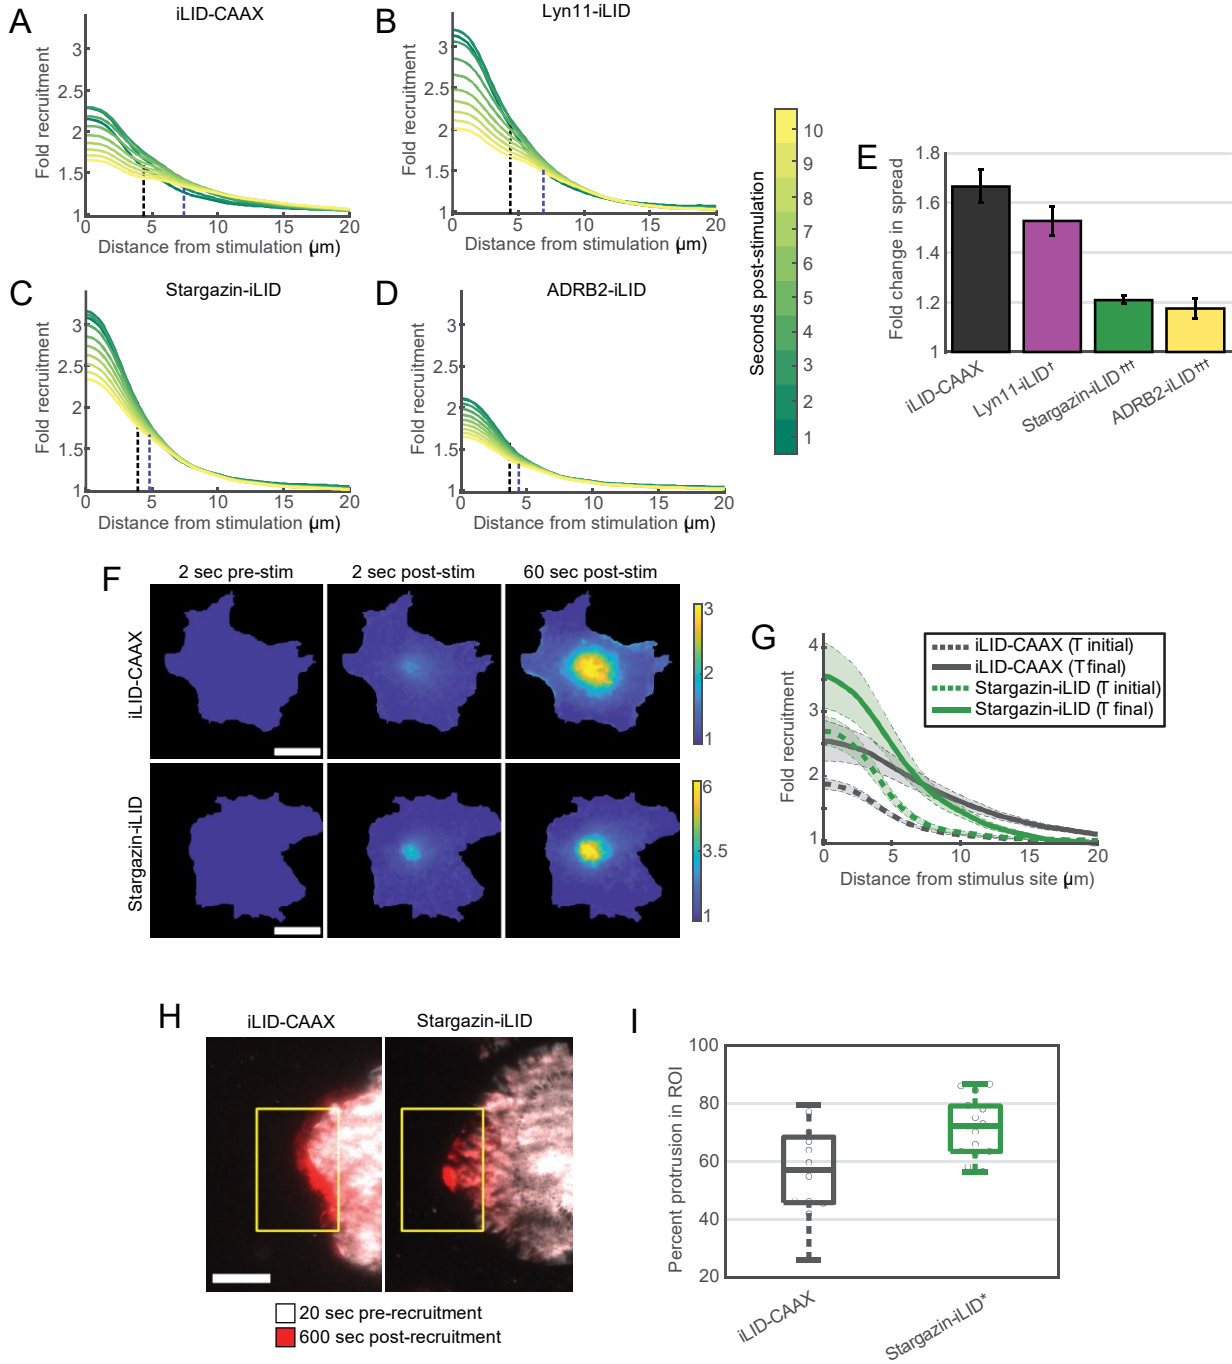 A
iLID-CAAX
Fold recruitment
3
2.5
2
1.5
1
0
5
10
15
20
Distance from stimulation (µm)
B
Lyn11-iLID
Fold recruitment
3
2.5
2
1.5
1
0
5
10
15
20
Distance from stimulation (µm)
C
Stargazin-iLID
Fold recruitment
3
2.5
2
1.5
1
0
5
10
15
20
Distance from stimulation (µm)
D
ADRB2-iLID
Fold recruitment
3
2.5
2
1.5
1
0
5
10
15
20
Distance from stimulation (µm)
Seconds post-stimulation
10
9
8
7
6
5
4
3
2
1
E
Fold change in spread
1.8
1.6
1.4
1.2
1
iLID-CAAX
Lyn11-iLID†
Stargazin-iLID†††
ADRB2-iLID†††
F
2 sec pre-stim
2 sec post-stim
60 sec post-stim
iLID-CAAX
3
2
1
Stargazin-iLID
6
3.5
1
G
Fold recruitment
4
3
2
1
0
5
10
15
20
Distance from stimulus site (µm)
iLID-CAAX (T initial)
iLID-CAAX (T final)
Stargazin-iLID (T initial)
Stargazin-iLID (T final)
H
iLID-CAAX
Stargazin-iLID
20 sec pre-recruitment
600 sec post-recruitment
I
Percent protrusion in ROI
100
80
60
40
20
iLID-CAAX
Stargazin-iLID*